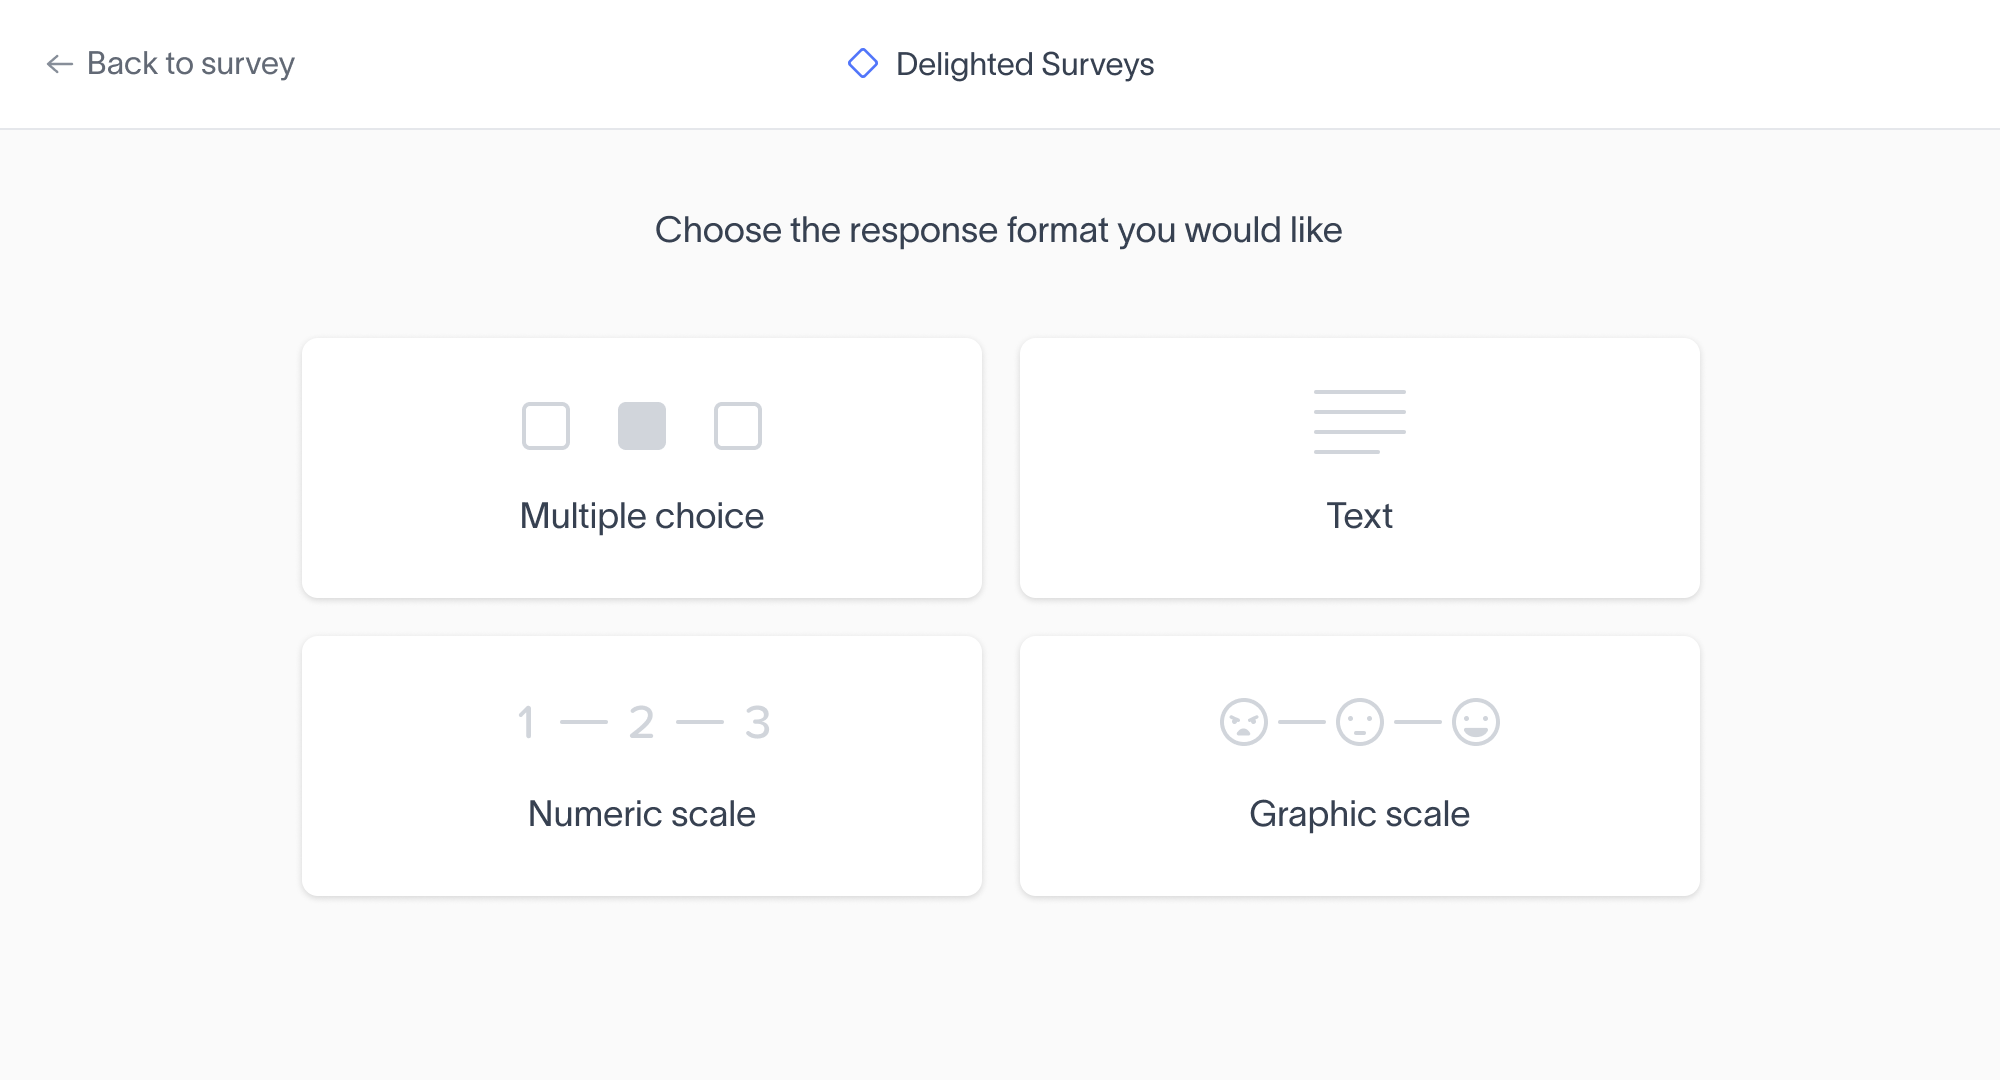 Back to survey
Delighted Surveys
Choose the response format you would like
Multiple choice
Text
1 2 3
Numeric scale
Graphic scale